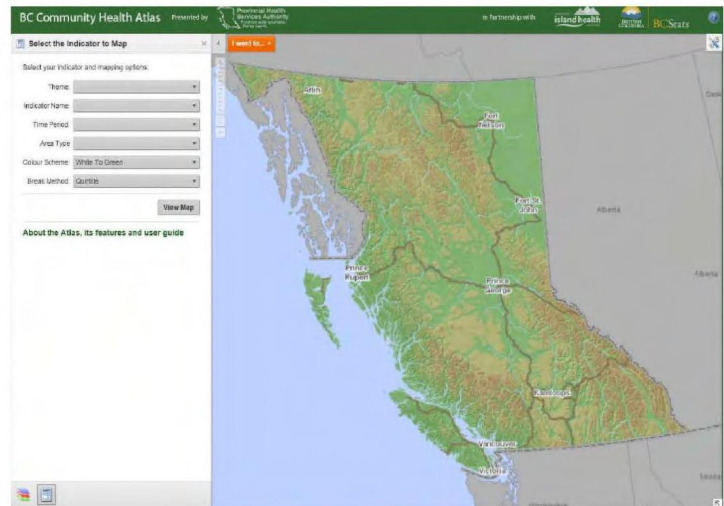 BC Community Health Atlas Presented by
Provincial Health
Services Authority
in Partnership with
island health
BRITISH
COLUMBIA
BCStats
Select the Indicator to Map
I want to...
Select your indicator and mapping options:
Theme:
Indicator Name:
Time Period:
Area Type
Colour Scheme: White To Green
Break Method: Quintile
View Map
About the Atlas, its features and user guide
Atlin
Fort
Nelson
Fort St.
John
Alberta
Prince
Rupert
Prince
George
Alberta
Kamloops
Vancouver
Victoria